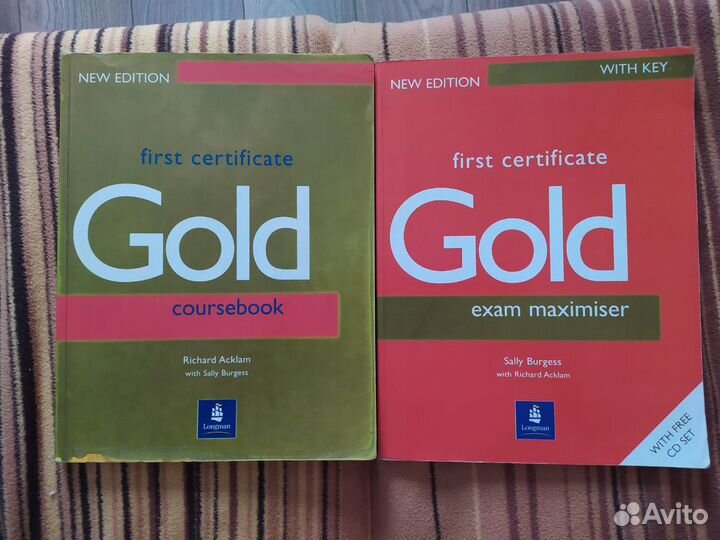 NEW EDITION
first certificate
Gold
coursebook
Richard Acklam
with Sally Burgess
Longman
NEW EDITION
WITH KEY
first certificate
Gold
exam maximiser
Sally Burgess
with Richard Acklam
Longman
WITH FREE
CD SET
Avito